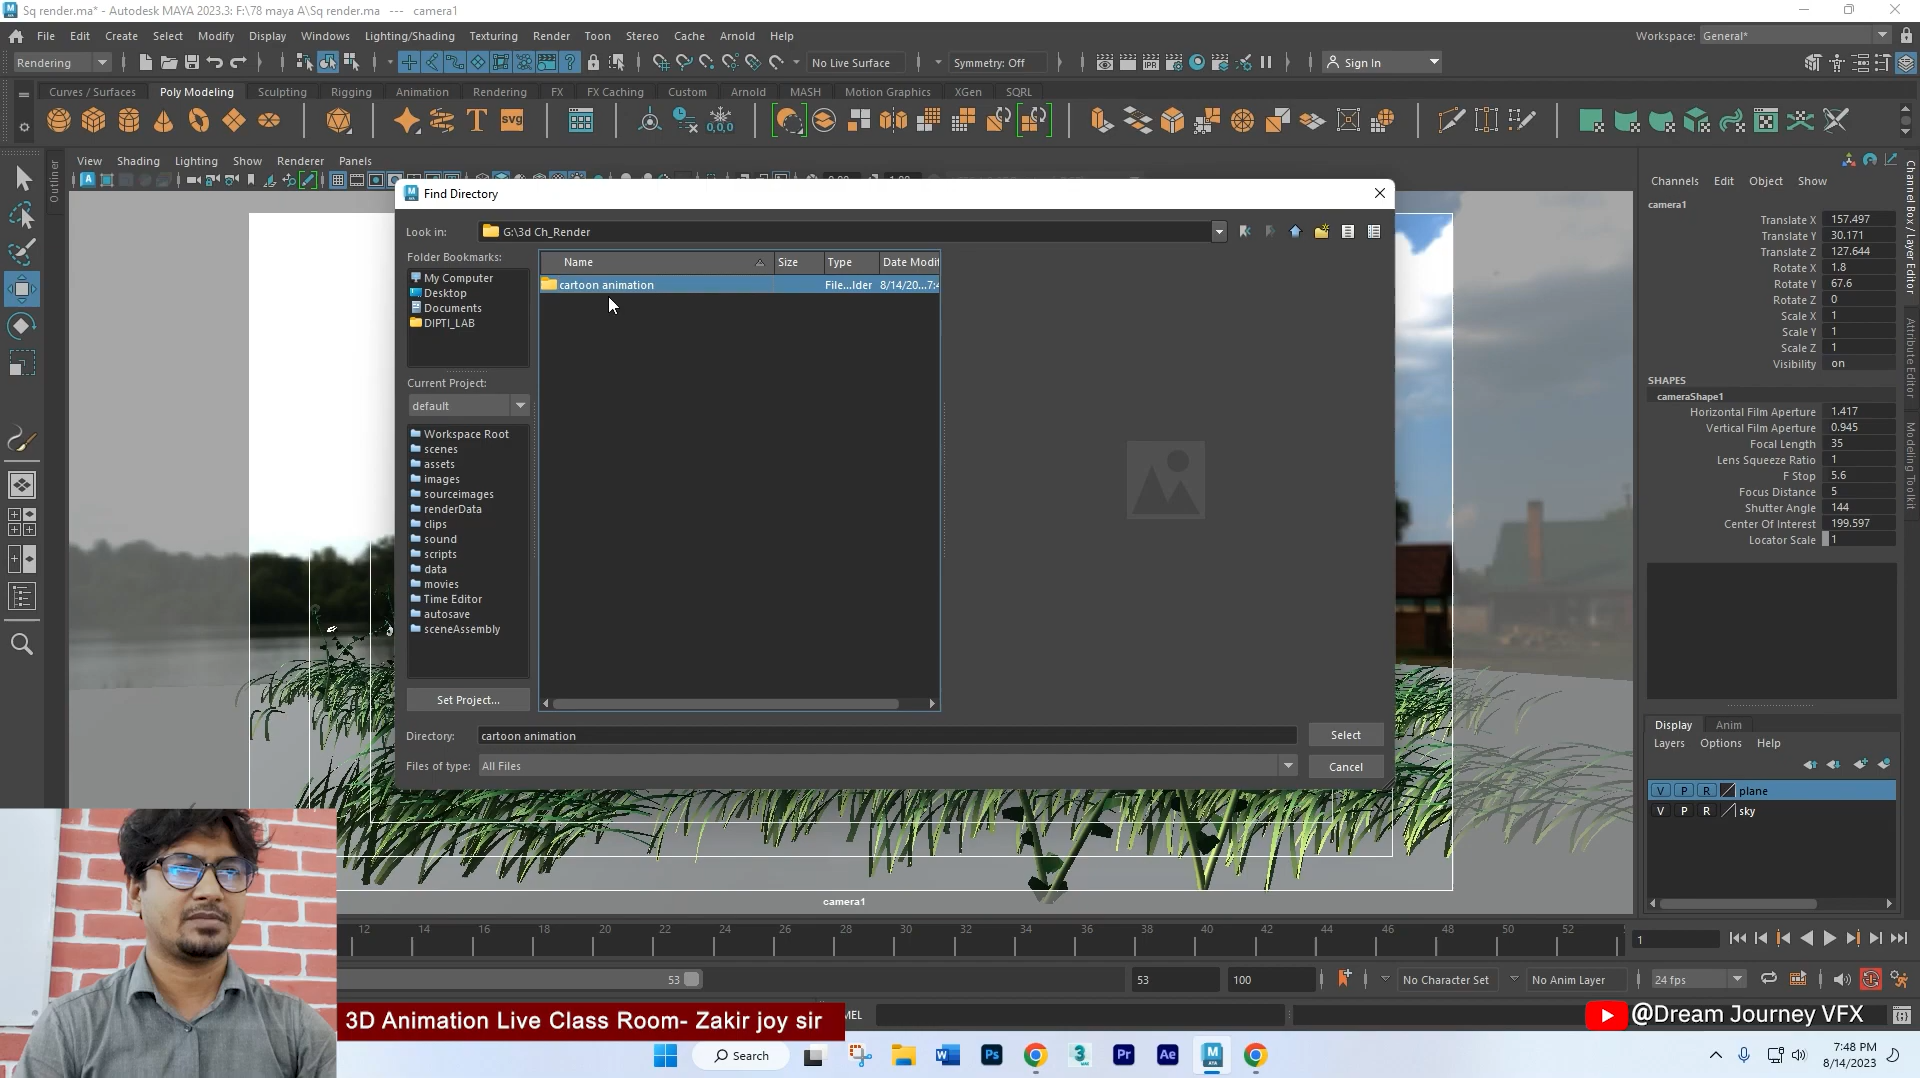 Sq render.ma* - Autodesk MAYA 2023.3: F:\78 maya A\Sq render.ma --- camera1
File Edit Create Select Modify Display Windows Lighting/Shading Texturing Render Toon Stereo Cache Arnold Help
Workspace: General*
Rendering
No Live Surface
Symmetry: Off
Sign In
Curves / Surfaces Poly Modeling Sculpting Rigging Animation Rendering FX FX Caching Custom Arnold MASH Motion Graphics XGen SQRL
View Shading Lighting Show Renderer Panels
Outliner
Find Directory
Look in: G:\3d Ch_Render
Folder Bookmarks:
My Computer
Desktop
Documents
DIPTI_LAB
Current Project:
default
Workspace Root
scenes
assets
images
sourceimages
renderData
clips
sound
scripts
data
movies
Time Editor
autosave
sceneAssembly
Set Project...
Name Size Type Date Modif
cartoon animation File...lder 8/14/20...7:4
Directory: cartoon animation
Select
Files of type: All Files
Cancel
Channels Edit Object Show
camera1
Translate X 157.497
Translate Y 30.171
Translate Z 127.644
Rotate X 1.8
Rotate Y 67.6
Rotate Z 0
Scale X 1
Scale Y 1
Scale Z 1
Visibility on
SHAPES
cameraShape1
Horizontal Film Aperture 1.417
Vertical Film Aperture 0.945
Focal Length 35
Lens Squeeze Ratio 1
F Stop 5.6
Focus Distance 5
Shutter Angle 144
Center Of Interest 199.597
Locator Scale 1
Channel Box / Layer Editor
Attribute Editor
Modeling Toolkit
Display Anim
Layers Options Help
V P R plane
V P R sky
camera1
12 14 16 18 20 22 24 26 28 30 32 34 36 38 40 42 44 46 48 50 52
1
53
53
100
No Character Set
No Anim Layer
24 fps
MEL
3D Animation Live Class Room- Zakir joy sir
@Dream Journey VFX
Search
7:48 PM
8/14/2023